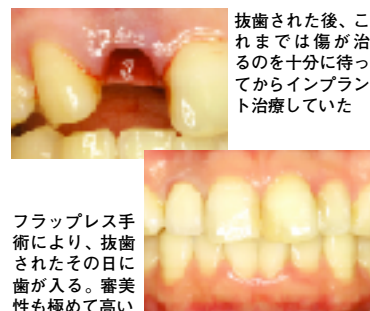 抜歯された後、こ
れまでは傷が治
るのを十分に待っ
てからインプラン
ト治療していた
フラップレス手
術により、抜歯
されたその日に
歯が入る。審美
性も極めて高い